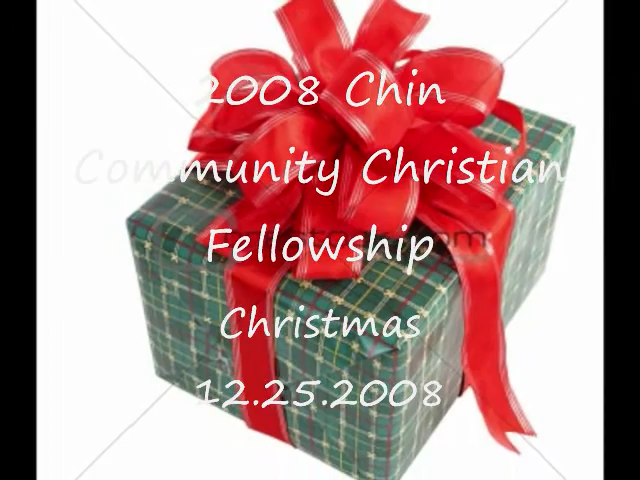 2008 Chin
Community Christian
Fellowship
Christmas
12.25.2008